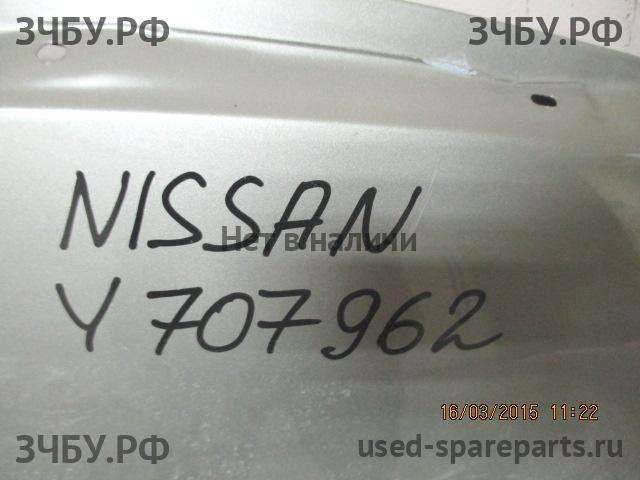 ЗЧБУ.РФ ЗЧБУ.РФ
NISSAN
Нет в наличии
У 707962
16/03/2015 11:22
ЗЧБУ.РФ used-spareparts.ru